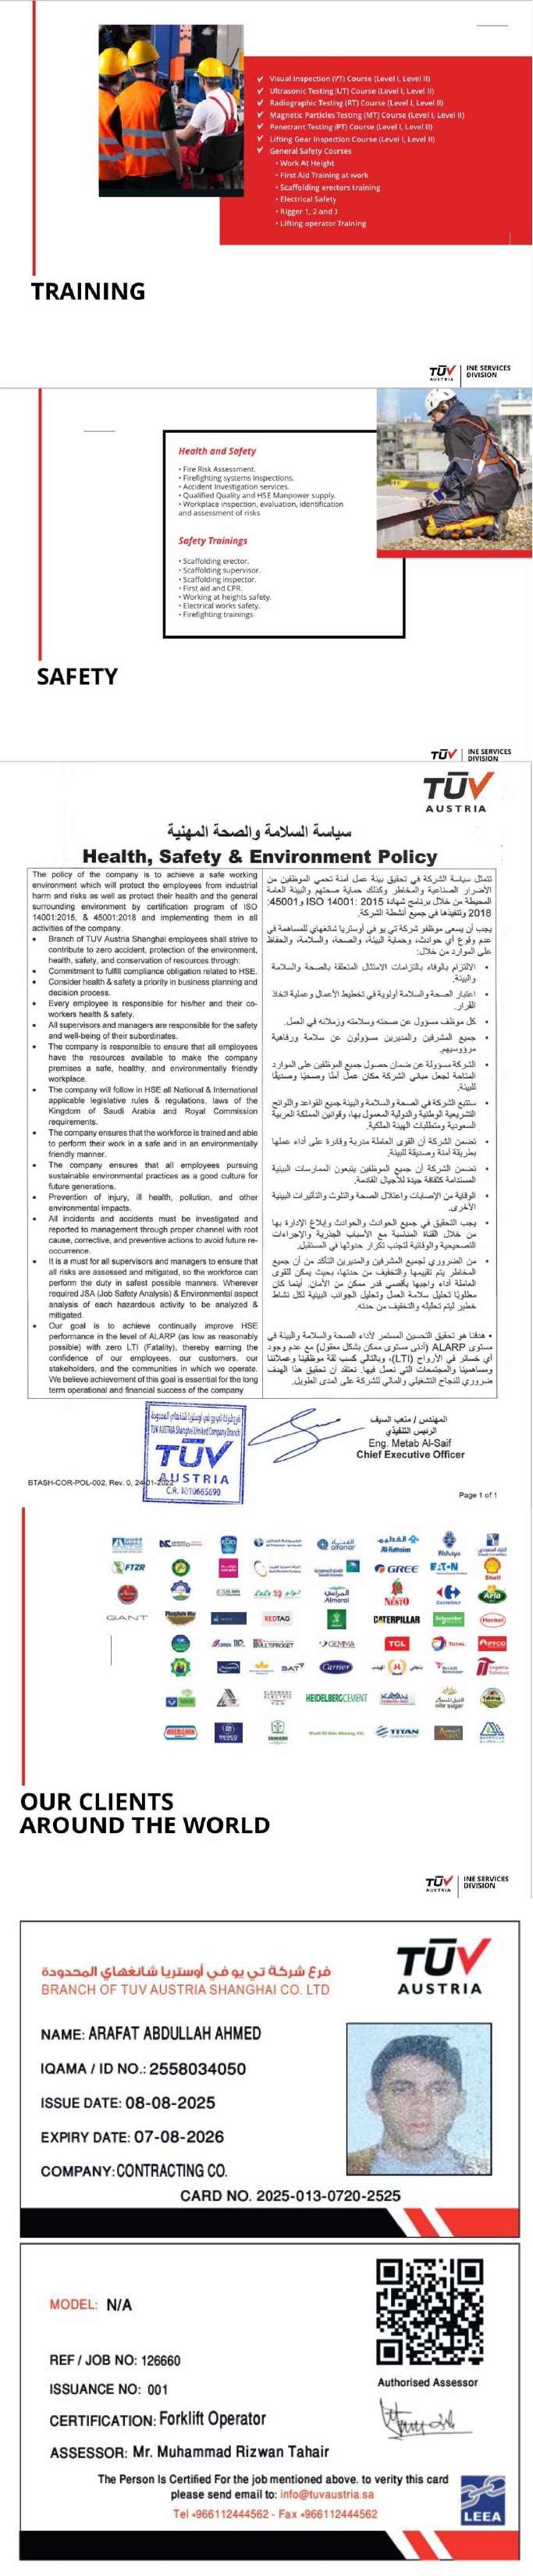 ✓ Visual Inspection (VT) Course (Level I, Level II)
✓ Ultrasonic Testing (UT) Course (Level I, Level II)
✓ Radiographic Testing (RT) Course (Level I, Level II)
✓ Magnetic Particles Testing (MT) Course (Level I, Level II)
✓ Penetrant Testing (PT) Course (Level I, Level II)
✓ Lifting Gear Inspection Course (Level I, Level II)
✓ General Safety Courses
• Work At Height
• First Aid Training at work
• Scaffolding erectors training
• Electrical Safety
• Rigger 1, 2 and 3
• Lifting operator Training
TRAINING
TÜV AUSTRIA
INE SERVICES
DIVISION
Health and Safety
• Fire Risk Assessment.
• Firefighting systems inspections.
• Accident Investigation services.
• Qualified Quality and HSE Manpower supply.
• Workplace inspection, evaluation, identification
and assessment of risks
Safety Trainings
• Scaffolding erector.
• Scaffolding supervisor.
• Scaffolding inspector.
• First aid and CPR.
• Working at heights safety.
• Electrical works safety.
• Firefighting trainings
SAFETY
TÜV
INE SERVICES
DIVISION
TÜV
AUSTRIA
سياسة السلامة والصحة المهنية
Health, Safety & Environment Policy
The policy of the company is to achieve a safe working
environment which will protect the employees from industrial
harm and risks as well as protect their health and the general
surrounding environment by certification program of ISO
14001:2015, & 45001:2018 and implementing them in all
activities of the company.
• Branch of TUV Austria Shanghai employees shall strive to
contribute to zero accident, protection of the environment,
health, safety, and conservation of resources through:
• Commitment to fulfill compliance obligation related to HSE.
• Consider health & safety a priority in business planning and
decision process.
• Every employee is responsible for his/her and their co-
workers health & safety.
• All supervisors and managers are responsible for the safety
and well-being of their subordinates.
• The company is responsible to ensure that all employees
have the resources available to make the company
premises a safe, healthy, and environmentally friendly
workplace.
• The company will follow in HSE all National & International
applicable legislative rules & regulations, laws of the
Kingdom of Saudi Arabia and Royal Commission
requirements.
• The company ensures that the workforce is trained and able
to perform their work in a safe and in an environmentally
friendly manner.
• The company ensures that all employees pursuing
sustainable environmental practices as a good culture for
future generations.
• Prevention of injury, ill health, pollution, and other
environmental impacts.
• All incidents and accidents must be investigated and
reported to management through proper channel with root
cause, corrective, and preventive actions to avoid future re-
occurrence.
• It is a must for all supervisors and managers to ensure that
all risks are assessed and mitigated, so the workforce can
perform the duty in safest possible manners. Wherever
required JSA (Job Safety Analysis) & Environmental aspect
analysis of each hazardous activity to be analyzed &
mitigated.
• Our goal is to achieve continually improve HSE
performance in the level of ALARP (as low as reasonably
possible) with zero LTI (Fatality), thereby earning the
confidence of our employees, our customers, our
stakeholders, and the communities in which we operate.
We believe achievement of this goal is essential for the long
term operational and financial success of the company
تتمثل سياسة الشركة في تحقيق بيئة عمل آمنة تحمي الموظفين من
الأضرار الصناعية والمخاطر وكذلك حماية صحتهم والبيئة العامة
المحيطة من خلال برنامج شهادة ISO 14001: 2015 و45001:
2018 وتنفيذها في جميع أنشطة الشركة.
يجب أن يسعى موظفو شركة تي يو في أوستريا شانغهاي للمساهمة في
عدم وقوع أي حوادث، وحماية البيئة، والصحة، والسلامة، والحفاظ
على الموارد من خلال:
• الالتزام بالوفاء بالتزامات الامتثال المتعلقة بالصحة والسلامة
والبيئة.
• اعتبار الصحة والسلامة أولوية في تخطيط الأعمال وعملية اتخاذ
القرار.
• كل موظف مسؤول عن صحته وسلامته وزملائه في العمل.
• جميع المشرفين والمديرين مسؤولون عن سلامة ورفاهية
مرؤوسيهم.
• الشركة مسؤولة عن ضمان حصول جميع الموظفين على الموارد
المتاحة لجعل مباني الشركة مكان عمل آمنًا وصحيًا وصديقًا
للبيئة.
• ستتبع الشركة في الصحة والسلامة والبيئة جميع القواعد واللوائح
التشريعية الوطنية والدولية المعمول بها، وقوانين المملكة العربية
السعودية ومتطلبات الهيئة الملكية.
• تضمن الشركة أن القوى العاملة مدربة وقادرة على أداء عملها
بطريقة آمنة وصديقة للبيئة.
• تضمن الشركة أن جميع الموظفين يتبعون الممارسات البيئية
المستدامة كثقافة جيدة للأجيال القادمة.
• الوقاية من الإصابات واعتلال الصحة والتلوث والتأثيرات البيئية
الأخرى.
• يجب التحقيق في جميع الحوادث والحوادث وإبلاغ الإدارة بها
من خلال القناة المناسبة مع الأسباب الجذرية والإجراءات
التصحيحية والوقائية لتجنب تكرار حدوثها في المستقبل.
• من الضروري لجميع المشرفين والمديرين التأكد من أن جميع
المخاطر يتم تقييمها والتخفيف من حدتها، بحيث يمكن للقوى
العاملة أداء واجبها بأقصى قدر ممكن من الأمان. أينما كان
مطلوبًا تحليل سلامة العمل وتحليل الجوانب البيئية لكل نشاط
خطير ليتم تحليله والتخفيف من حدته.
• هدفنا هو تحقيق التحسين المستمر لأداء الصحة والسلامة والبيئة في
مستوى ALARP (أدنى مستوى ممكن بشكل معقول) مع عدم وجود
أي خسائر في الأرواح (LTI)، وبالتالي كسب ثقة موظفينا وعملائنا
ومساهمينا والمجتمعات التي نعمل فيها. نعتقد أن تحقيق هذا الهدف
ضروري للنجاح التشغيلي والمالي للشركة على المدى الطويل.
TUV AUSTRIA Shanghai Limited Company Branch
TÜV
AUSTRIA
C.R. 1010665690
المهندس / متعب السيف
الرئيس التنفيذي
Eng. Metab Al-Saif
Chief Executive Officer
BTASH-COR-POL-002, Rev. 0, 24-01-2022
Page 1 of 1
alfanar
Al-Futtaim
FTZR
GREE
EATON
Shell
المراعي
Almarai
NESTO
Carrefour
Arla
GANT
REDTAG
CATERPILLAR
Schneider
Henkel
MULTIPROGET
GEMMA
TCL
TOTAL
BAT
Carrier
HEIDELBERGCEMENT
nile sugar
TITAN
OUR CLIENTS
AROUND THE WORLD
TÜV AUSTRIA
INE SERVICES
DIVISION
فرع شركة تي يو في أوستريا شانغهاي المحدودة
BRANCH OF TUV AUSTRIA SHANGHAI CO. LTD
TÜV
AUSTRIA
NAME: ARAFAT ABDULLAH AHMED
IQAMA / ID NO.: 2558034050
ISSUE DATE: 08-08-2025
EXPIRY DATE: 07-08-2026
COMPANY: CONTRACTING CO.
CARD NO. 2025-013-0720-2525
MODEL: N/A
REF / JOB NO: 126660
ISSUANCE NO: 001
Authorised Assessor
CERTIFICATION: Forklift Operator
ASSESSOR: Mr. Muhammad Rizwan Tahair
The Person Is Certified For the job mentioned above. to verity this card
please send email to: info@tuvaustria.sa
Tel +966112444562 - Fax +966112444562
LEEA